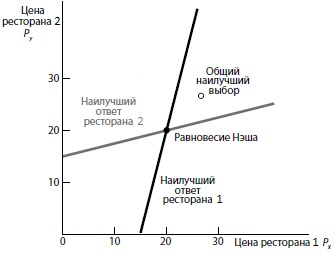 Цена
ресторана 2
Py
30
20
10
Наилучший
ответ
ресторана 2
Общий
наилучший
выбор
Равновесие Нэша
Наилучший
ответ
ресторана 1
0
10
20
30
Цена ресторана 1 Px